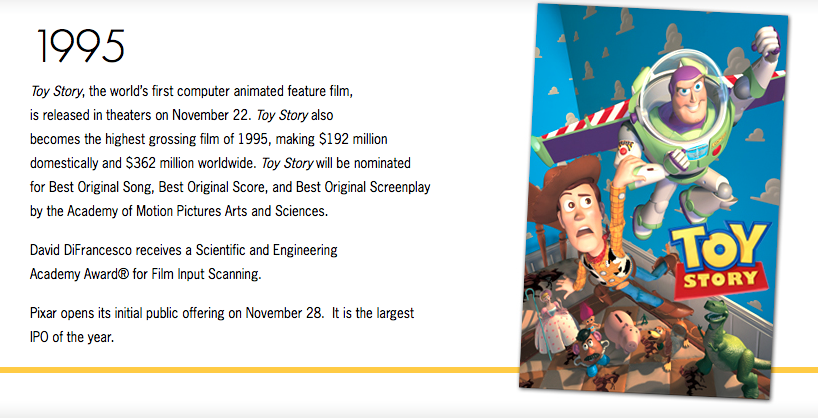 1995
Toy Story, the world's first computer animated feature film,
is released in theaters on November 22. Toy Story also
becomes the highest grossing film of 1995, making $192 million
domestically and $362 million worldwide. Toy Story will be nominated
for Best Original Song, Best Original Score, and Best Original Screenplay
by the Academy of Motion Pictures Arts and Sciences.
David DiFrancesco receives a Scientific and Engineering
Academy Award® for Film Input Scanning.
Pixar opens its initial public offering on November 28. It is the largest
IPO of the year.
TOY
STORY